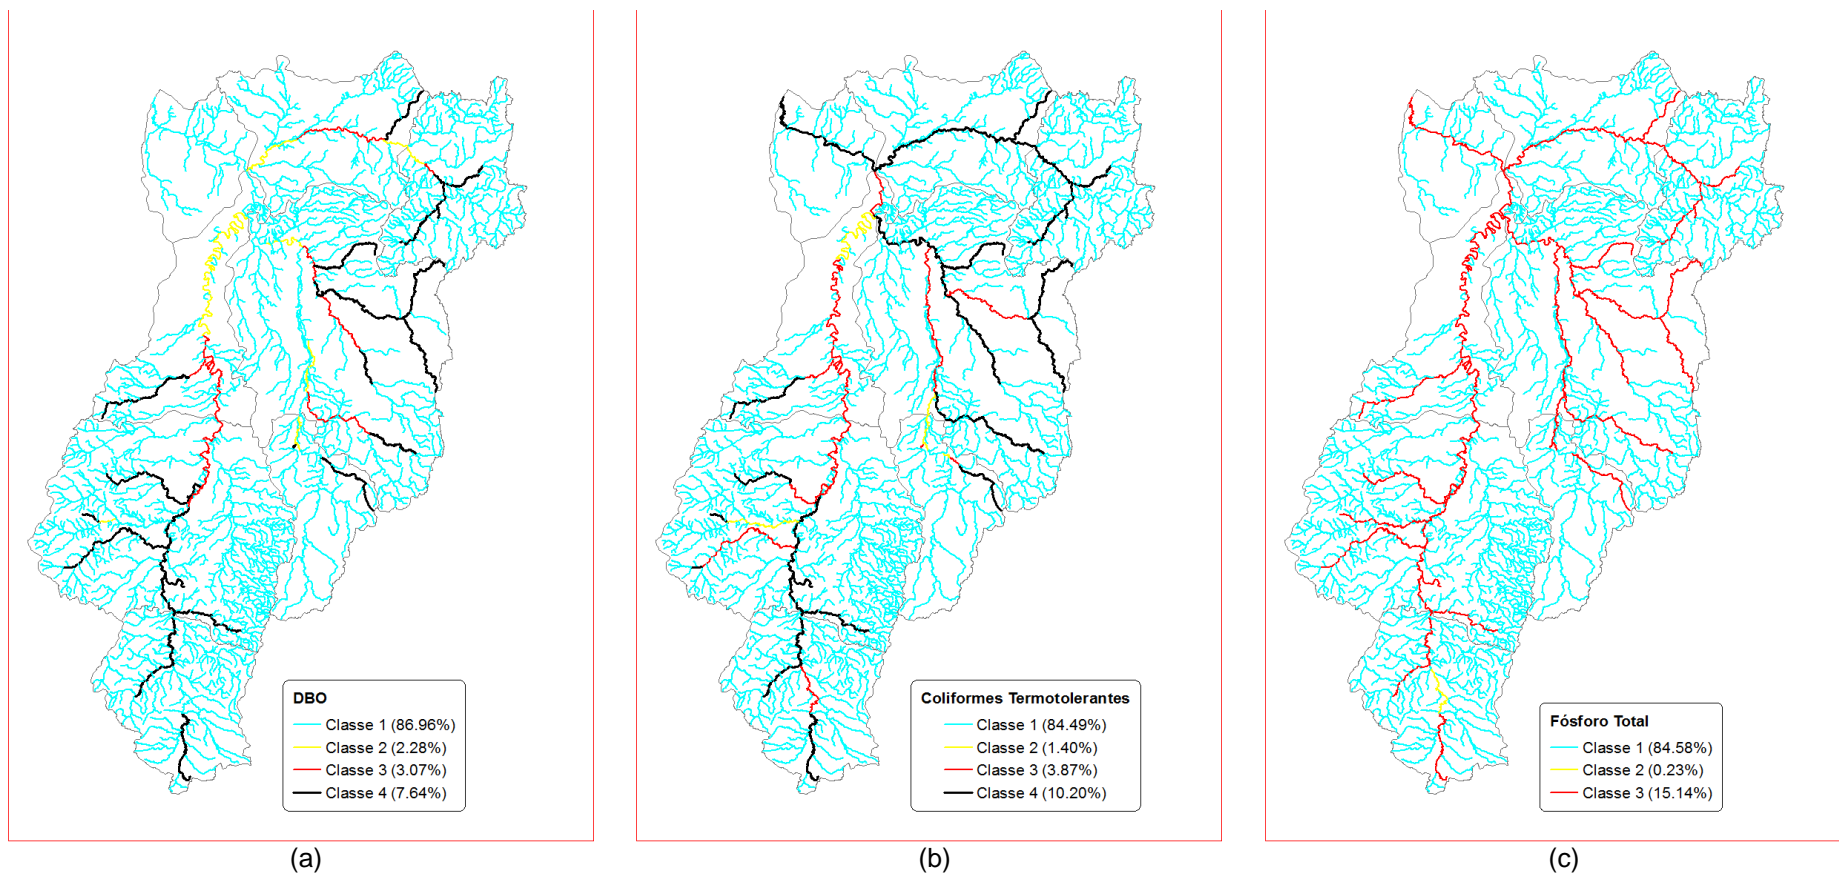 DBO
Classe 1 (86.96%)
Classe 2 (2.28%)
Classe 3 (3.07%)
Classe 4 (7.64%)
(a)
Coliformes Termotolerantes
Classe 1 (84.49%)
Classe 2 (1.40%)
Classe 3 (3.87%)
Classe 4 (10.20%)
(b)
Fósforo Total
Classe 1 (84.58%)
Classe 2 (0.23%)
Classe 3 (15.14%)
(c)